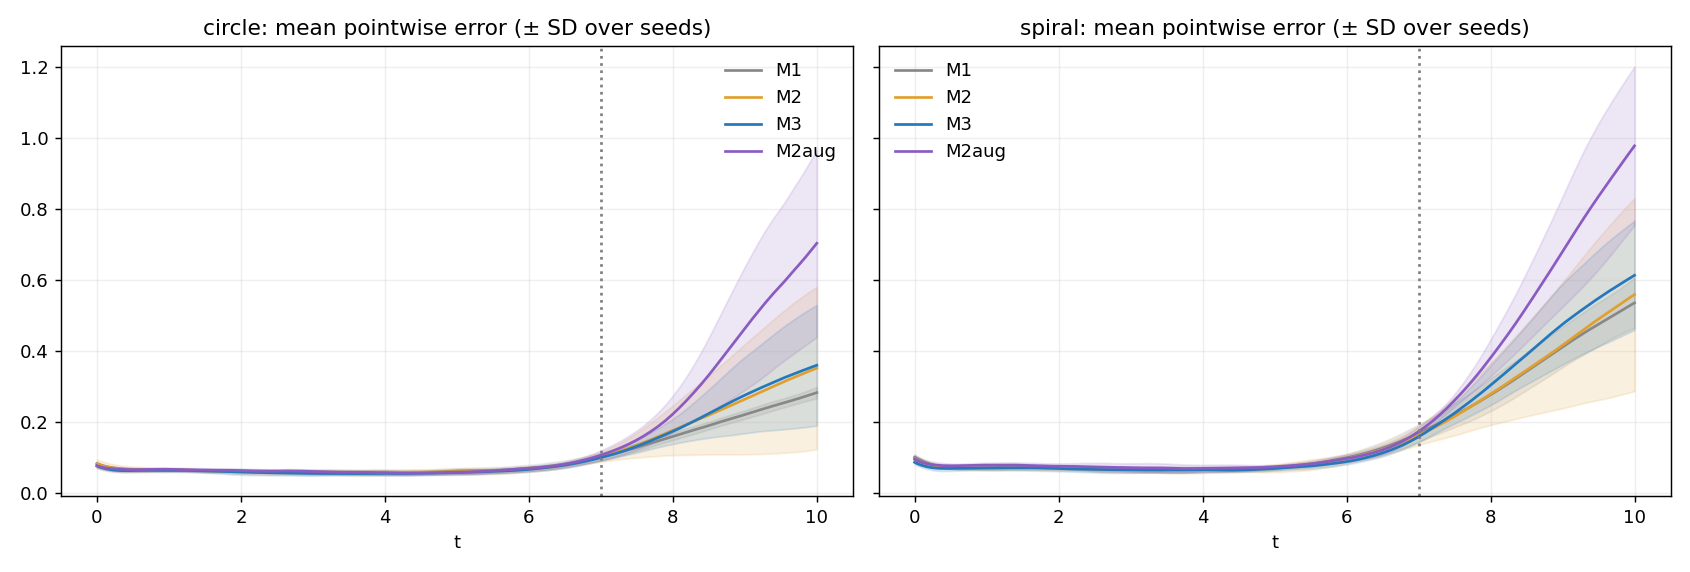 circle: mean pointwise error (± SD over seeds)
1.2
1.0
0.8
0.6
0.4
0.2
0.0
M1
M2
M3
M2aug
0 2 4 6 8 10
t
spiral: mean pointwise error (± SD over seeds)
M1
M2
M3
M2aug
0 2 4 6 8 10
t